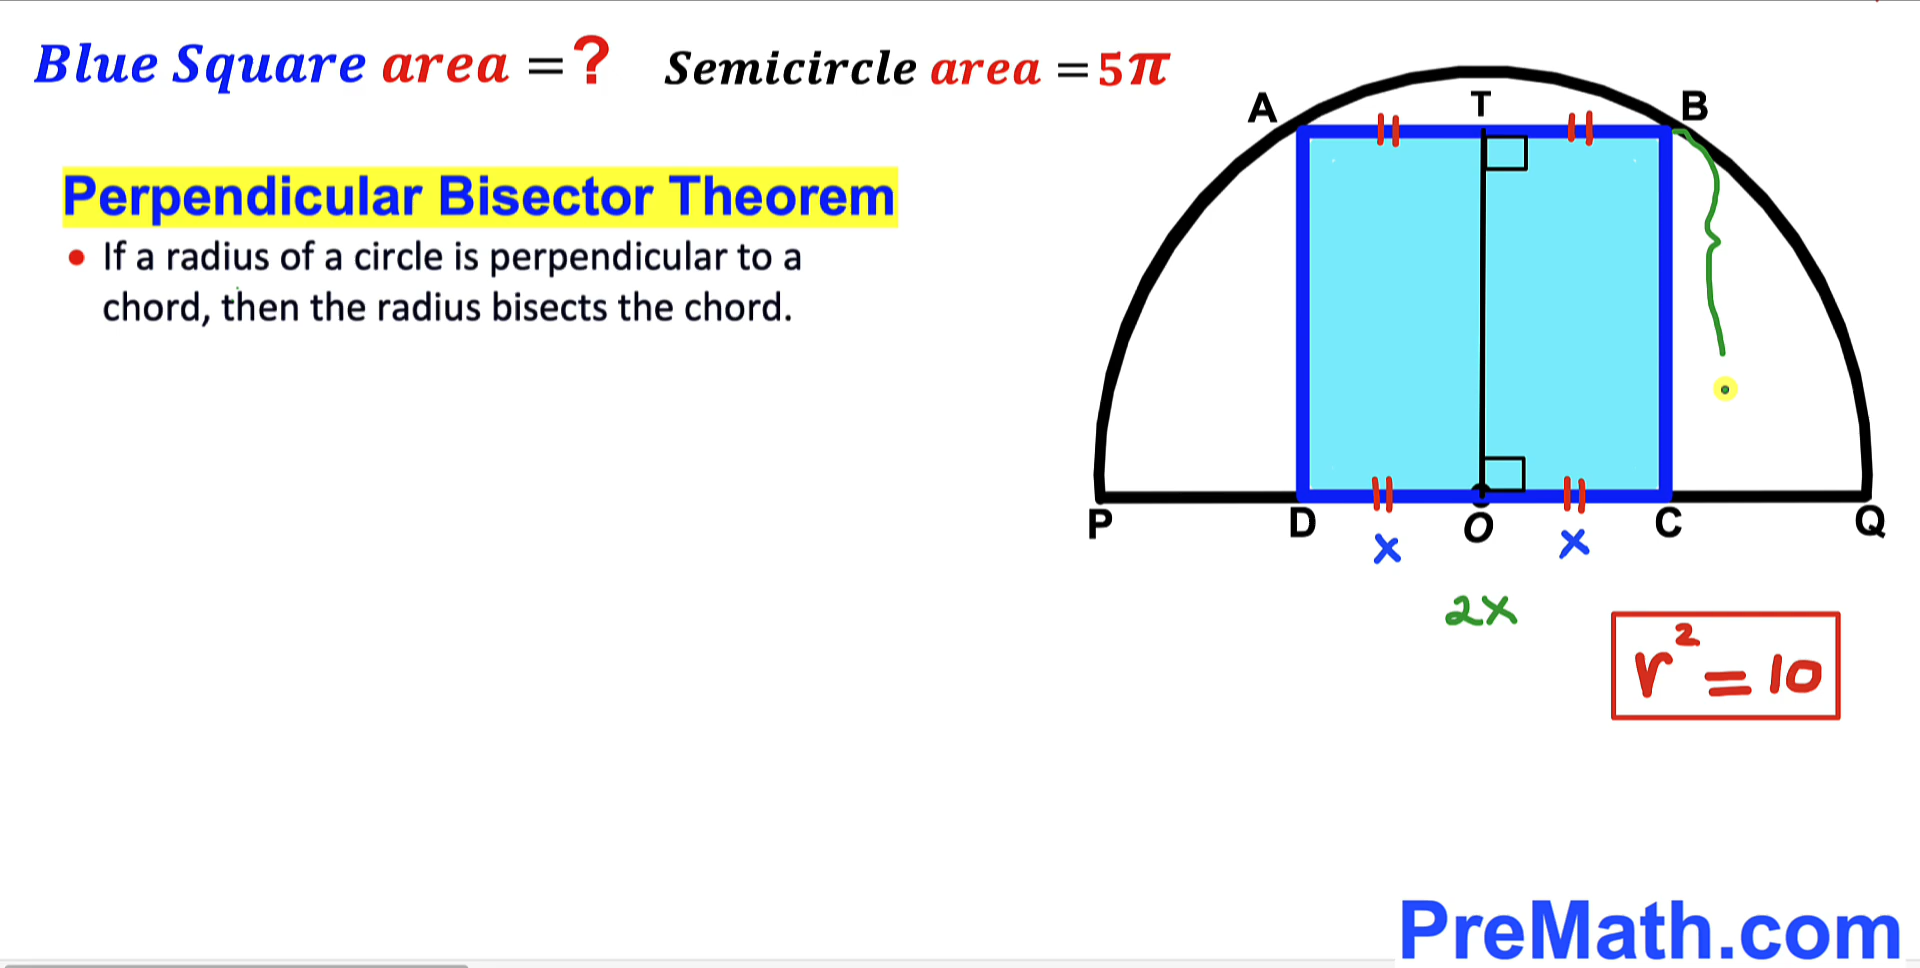 Blue Square area = ? Semicircle area = 5π
Perpendicular Bisector Theorem
• If a radius of a circle is perpendicular to a
chord, then the radius bisects the chord.
A T B
P D O C Q
x x
2x
r² = 10
PreMath.com